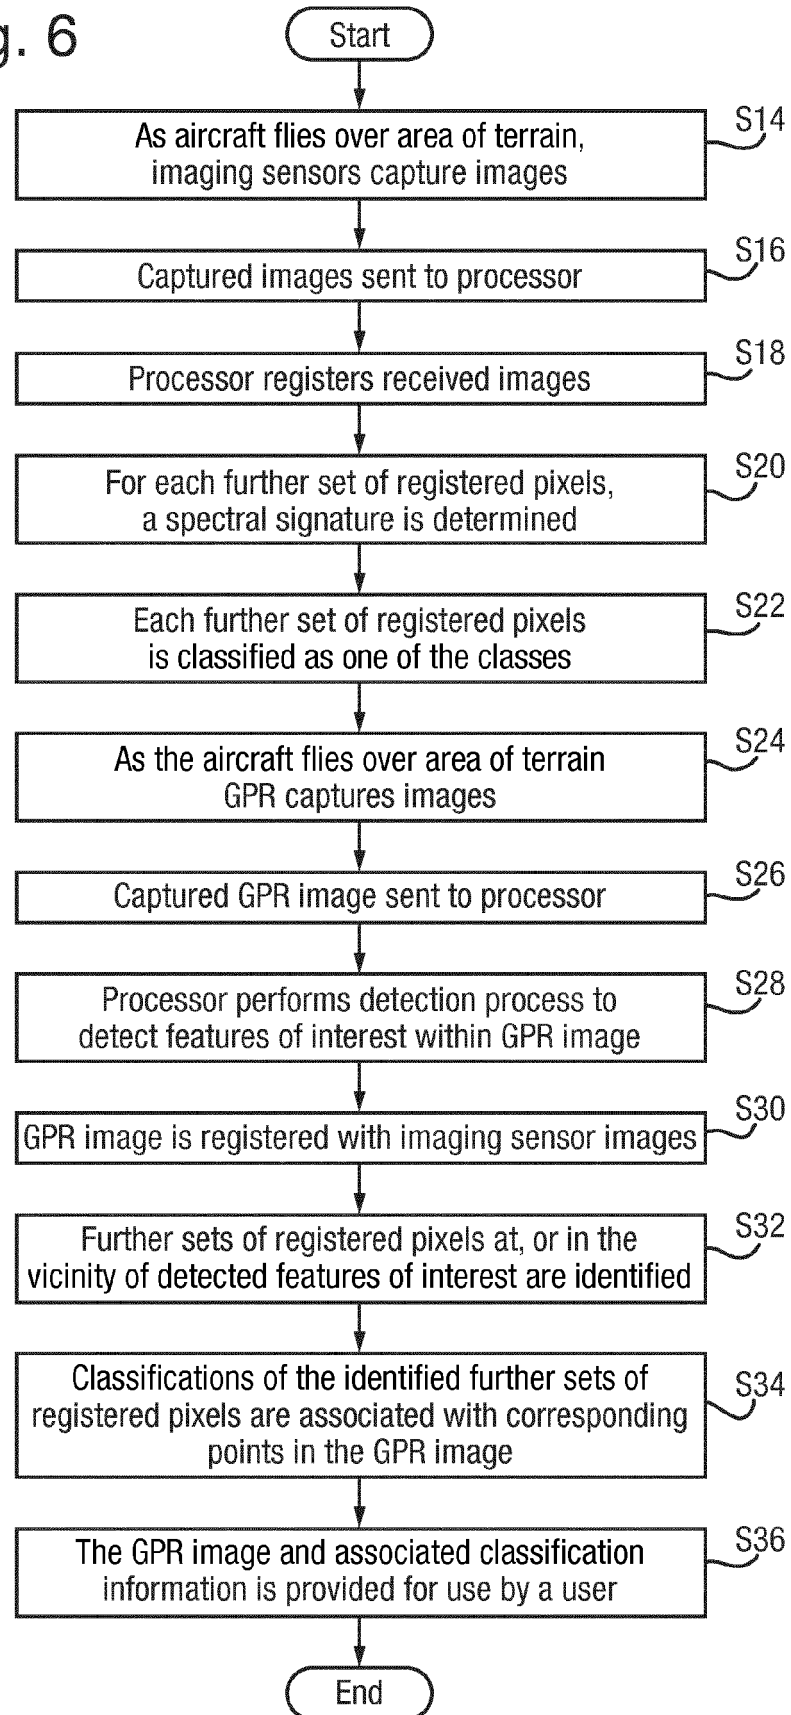 g. 6
Start
As aircraft flies over area of terrain,
imaging sensors capture images
S14
Captured images sent to processor
S16
Processor registers received images
S18
For each further set of registered pixels,
a spectral signature is determined
S20
Each further set of registered pixels
is classified as one of the classes
S22
As the aircraft flies over area of terrain
GPR captures images
S24
Captured GPR image sent to processor
S26
Processor performs detection process to
detect features of interest within GPR image
S28
GPR image is registered with imaging sensor images
S30
Further sets of registered pixels at, or in the
vicinity of detected features of interest are identified
S32
Classifications of the identified further sets of
registered pixels are associated with corresponding
points in the GPR image
S34
The GPR image and associated classification
information is provided for use by a user
S36
End